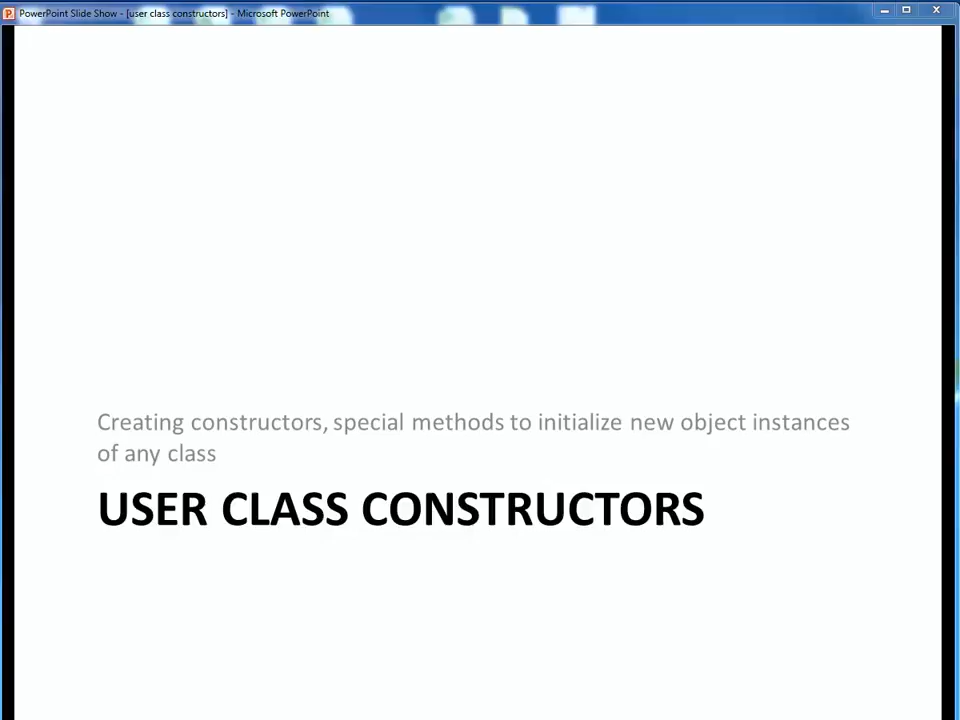 PowerPoint Slide Show - [user class constructors] - Microsoft PowerPoint
Creating constructors, special methods to initialize new object instances
of any class
USER CLASS CONSTRUCTORS